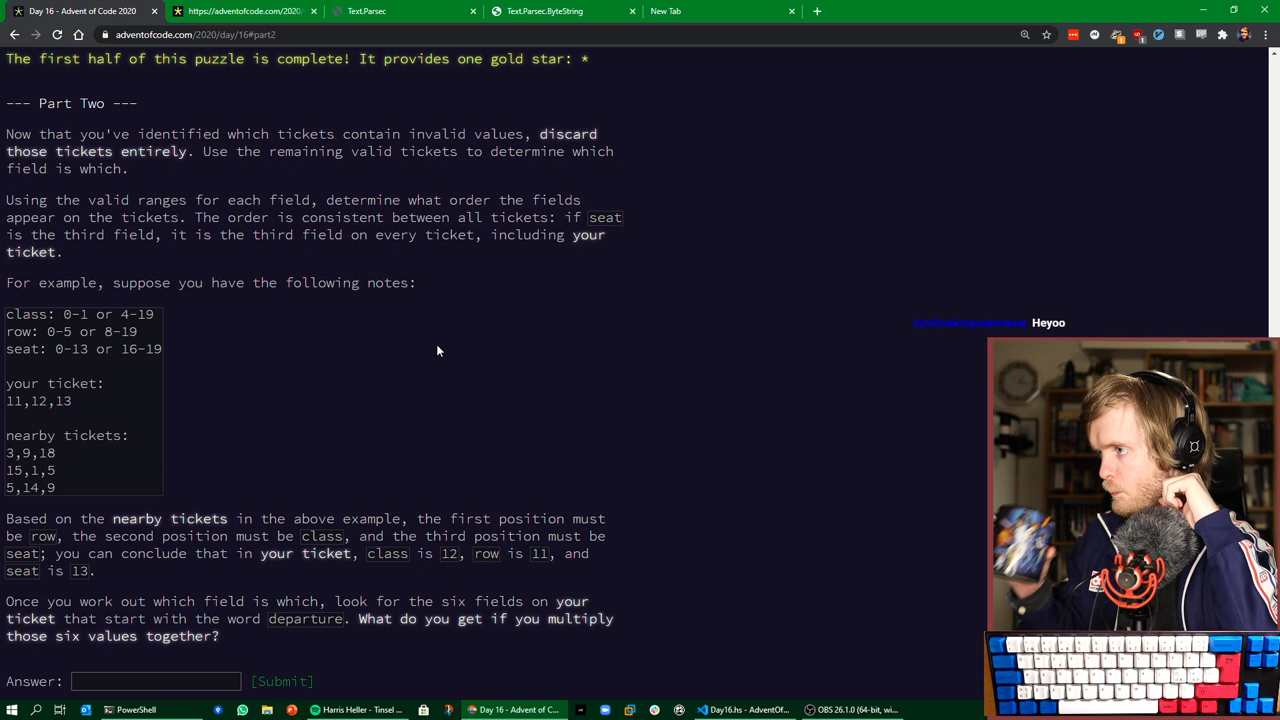 Day 16 - Advent of Code 2020
https://adventofcode.com/2020/
Text.Parsec
Text.Parsec.ByteString
New Tab
adventofcode.com/2020/day/16#part2
The first half of this puzzle is complete! It provides one gold star: *
--- Part Two ---
Now that you've identified which tickets contain invalid values, discard
those tickets entirely. Use the remaining valid tickets to determine which
field is which.
Using the valid ranges for each field, determine what order the fields
appear on the tickets. The order is consistent between all tickets: if seat
is the third field, it is the third field on every ticket, including your
ticket.
For example, suppose you have the following notes:
class: 0-1 or 4-19
row: 0-5 or 8-19
seat: 0-13 or 16-19
your ticket:
11,12,13
nearby tickets:
3,9,18
15,1,5
5,14,9
Heyoo
Based on the nearby tickets in the above example, the first position must
be row, the second position must be class, and the third position must be
seat; you can conclude that in your ticket, class is 12, row is 11, and
seat is 13.
Once you work out which field is which, look for the six fields on your
ticket that start with the word departure. What do you get if you multiply
those six values together?
Answer: [Submit]
PowerShell
Harris Heller - Tinsel ...
Day 16 - Advent of C...
Day16.hs - AdventOf...
OBS 26.1.0 (64-bit, wi...